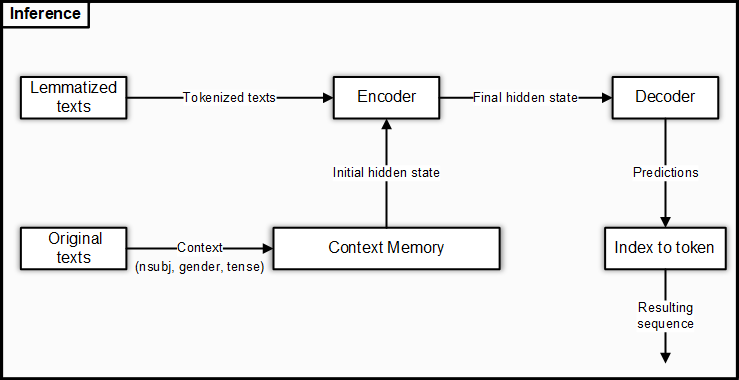 Inference
Lemmatized
texts
Tokenized texts
Encoder
Final hidden state
Decoder
Initial hidden state
Predictions
Original
texts
Context
(nsubj, gender, tense)
Context Memory
Index to token
Resulting
sequence